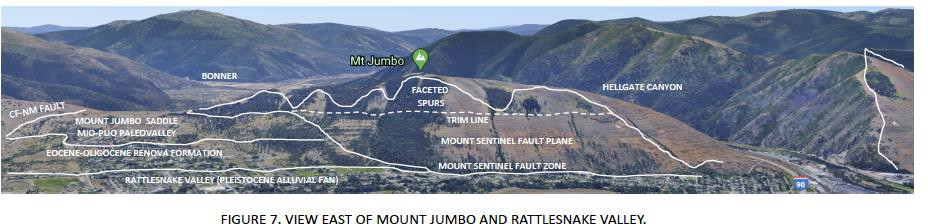 Mt Jumbo
BONNER
FACETED
SPURS
HELLGATE CANYON
CF-NM FAULT
MOUNT JUMBO SADDLE
MIO-PLIO PALEOVALLEY
TRIM LINE
MOUNT SENTINEL FAULT PLANE
EOCENE-OLIGOCENE RENOVA FORMATION
MOUNT SENTINEL FAULT ZONE
RATTLESNAKE VALLEY (PLEISTOCENE ALLUVIAL FAN)
90
FIGURE 7. VIEW EAST OF MOUNT JUMBO AND RATTLESNAKE VALLEY.